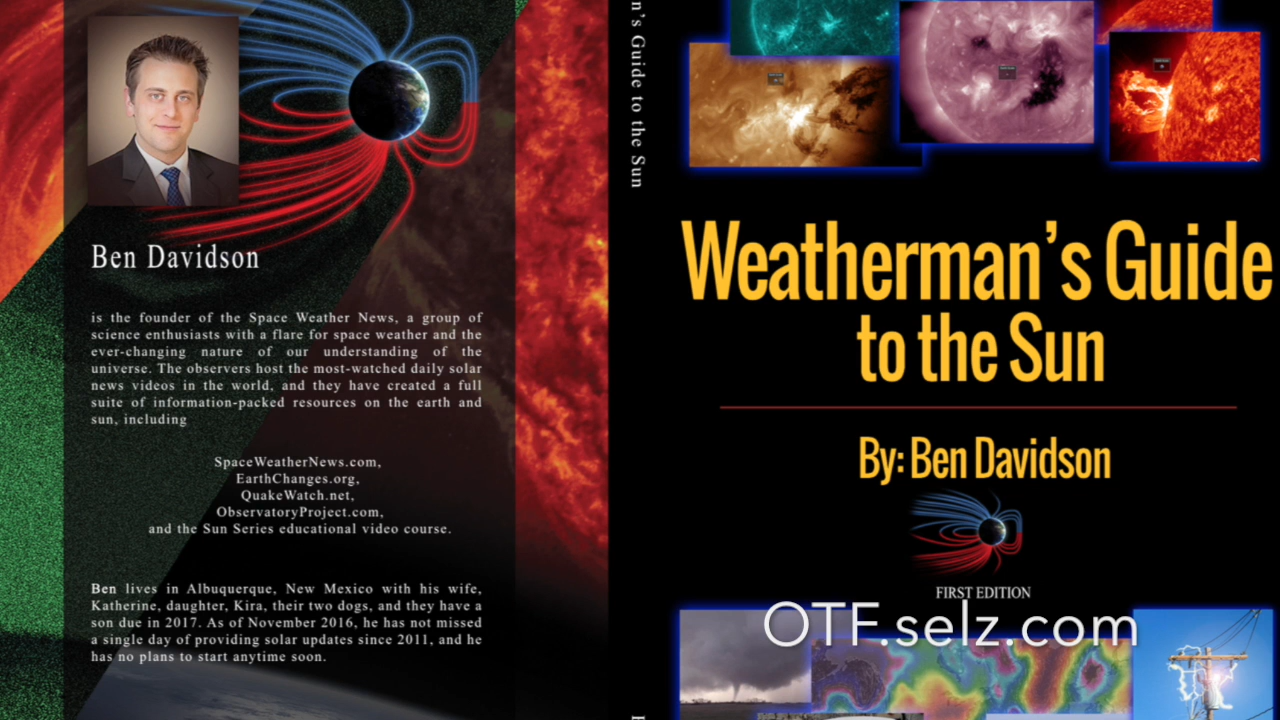 Ben Davidson
is the founder of the Space Weather News, a group of
science enthusiasts with a flare for space weather and the
ever-changing nature of our understanding of the
universe. The observers host the most-watched daily solar
news videos in the world, and they have created a full
suite of information-packed resources on the earth and
sun, including
SpaceWeatherNews.com,
EarthChanges.org,
QuakeWatch.net,
ObservatoryProject.com,
and the Sun Series educational video course.
Ben lives in Albuquerque, New Mexico with his wife,
Katherine, daughter, Kira, their two dogs, and they have a
son due in 2017. As of November 2016, he has not missed
a single day of providing solar updates since 2011, and he
has no plans to start anytime soon.
n's Guide to the Sun
Weatherman's Guide
to the Sun
By: Ben Davidson
FIRST EDITION
OTF.selz.com